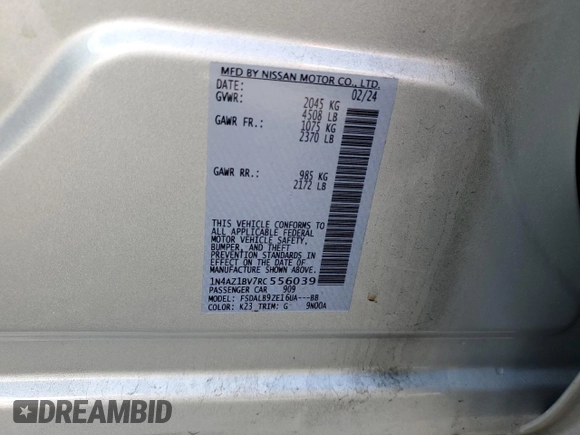 MFD BY NISSAN MOTOR CO., LTD.
DATE: 02/24
GVWR: 2045 KG
4508 LB
GAWR FR.: 1075 KG
2370 LB
GAWR RR.: 985 KG
2172 LB
THIS VEHICLE CONFORMS TO
ALL APPLICABLE FEDERAL
MOTOR VEHICLE SAFETY,
BUMPER, AND THEFT
PREVENTION STANDARDS IN
EFFECT ON THE DATE OF
MANUFACTURE SHOWN ABOVE.
1N4AZ1BV7RC556039
PASSENGER CAR 909
MODEL: FSDALB9ZE16UA---BB
COLOR: K23 TRIM: G 9N00A
DREAMBID